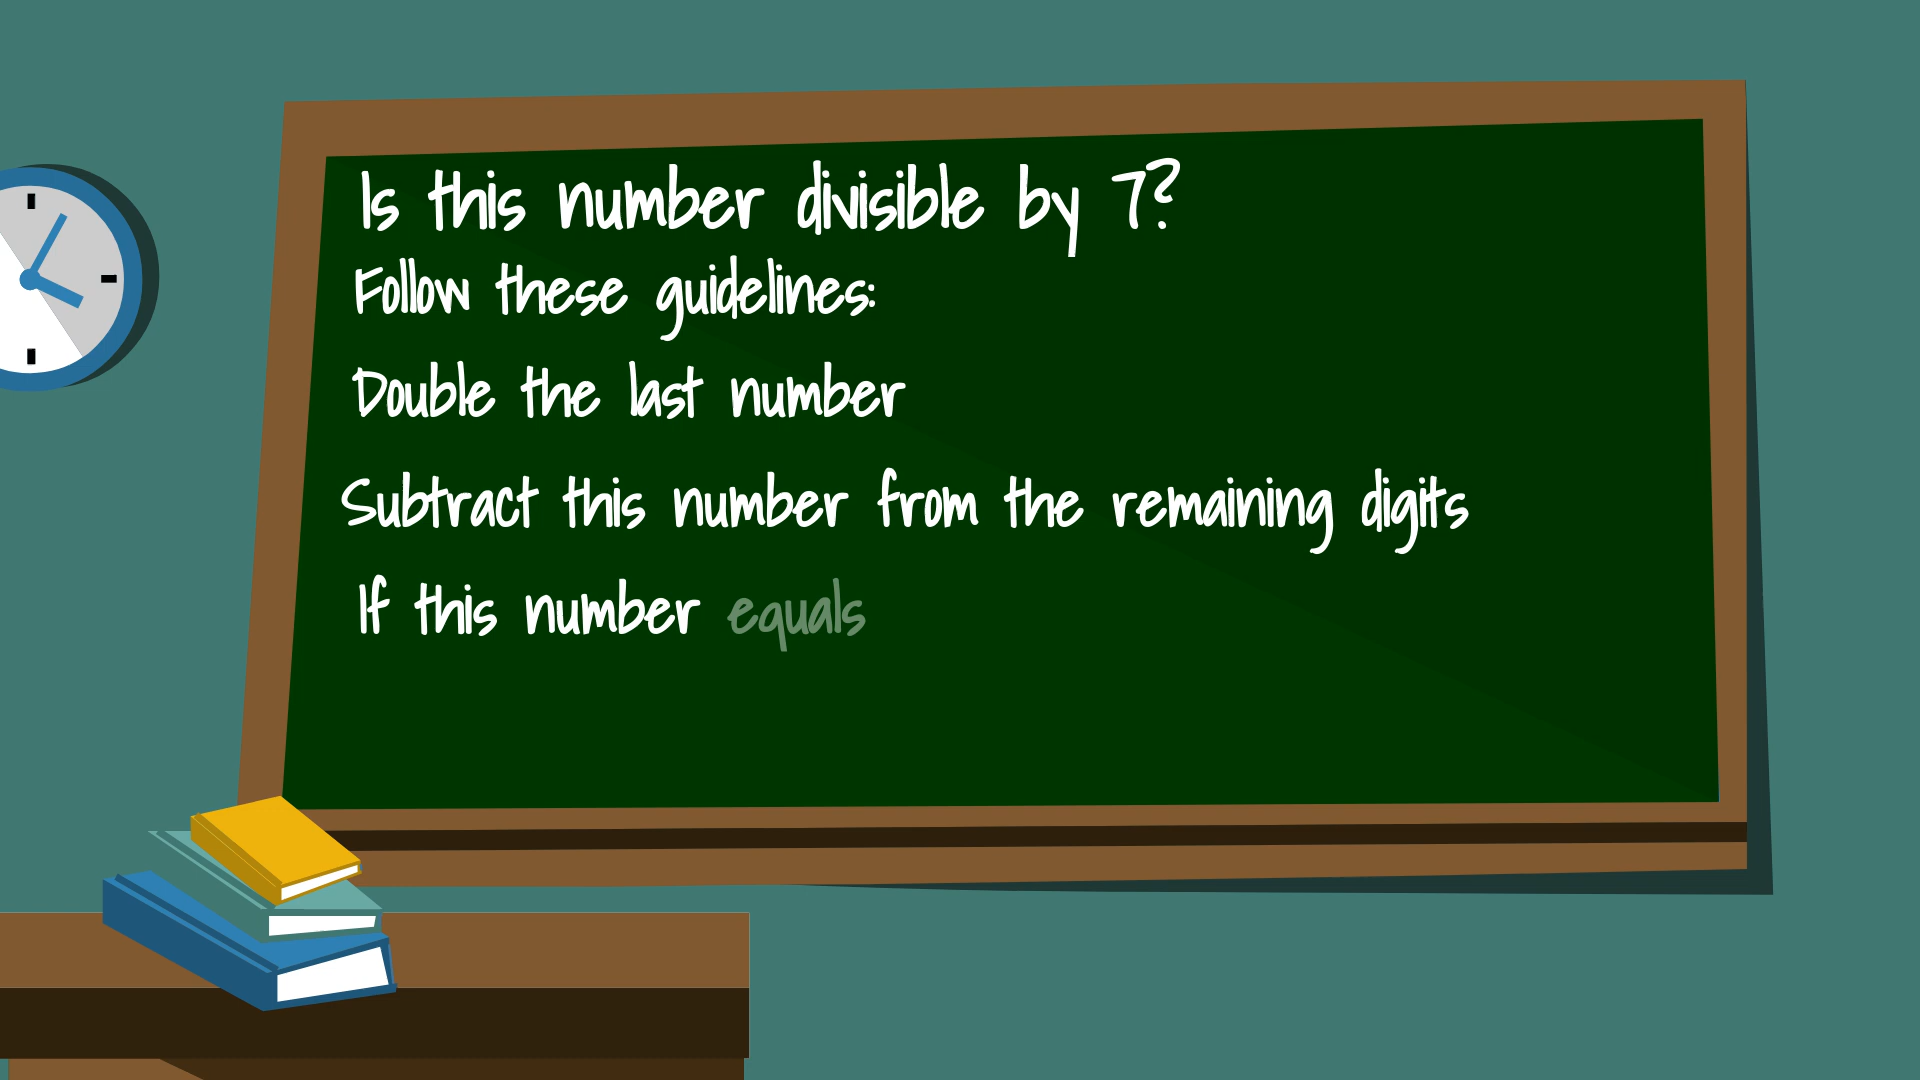 Is this number divisible by 7?
Follow these guidelines:
Double the last number
Subtract this number from the remaining digits
If this number equals